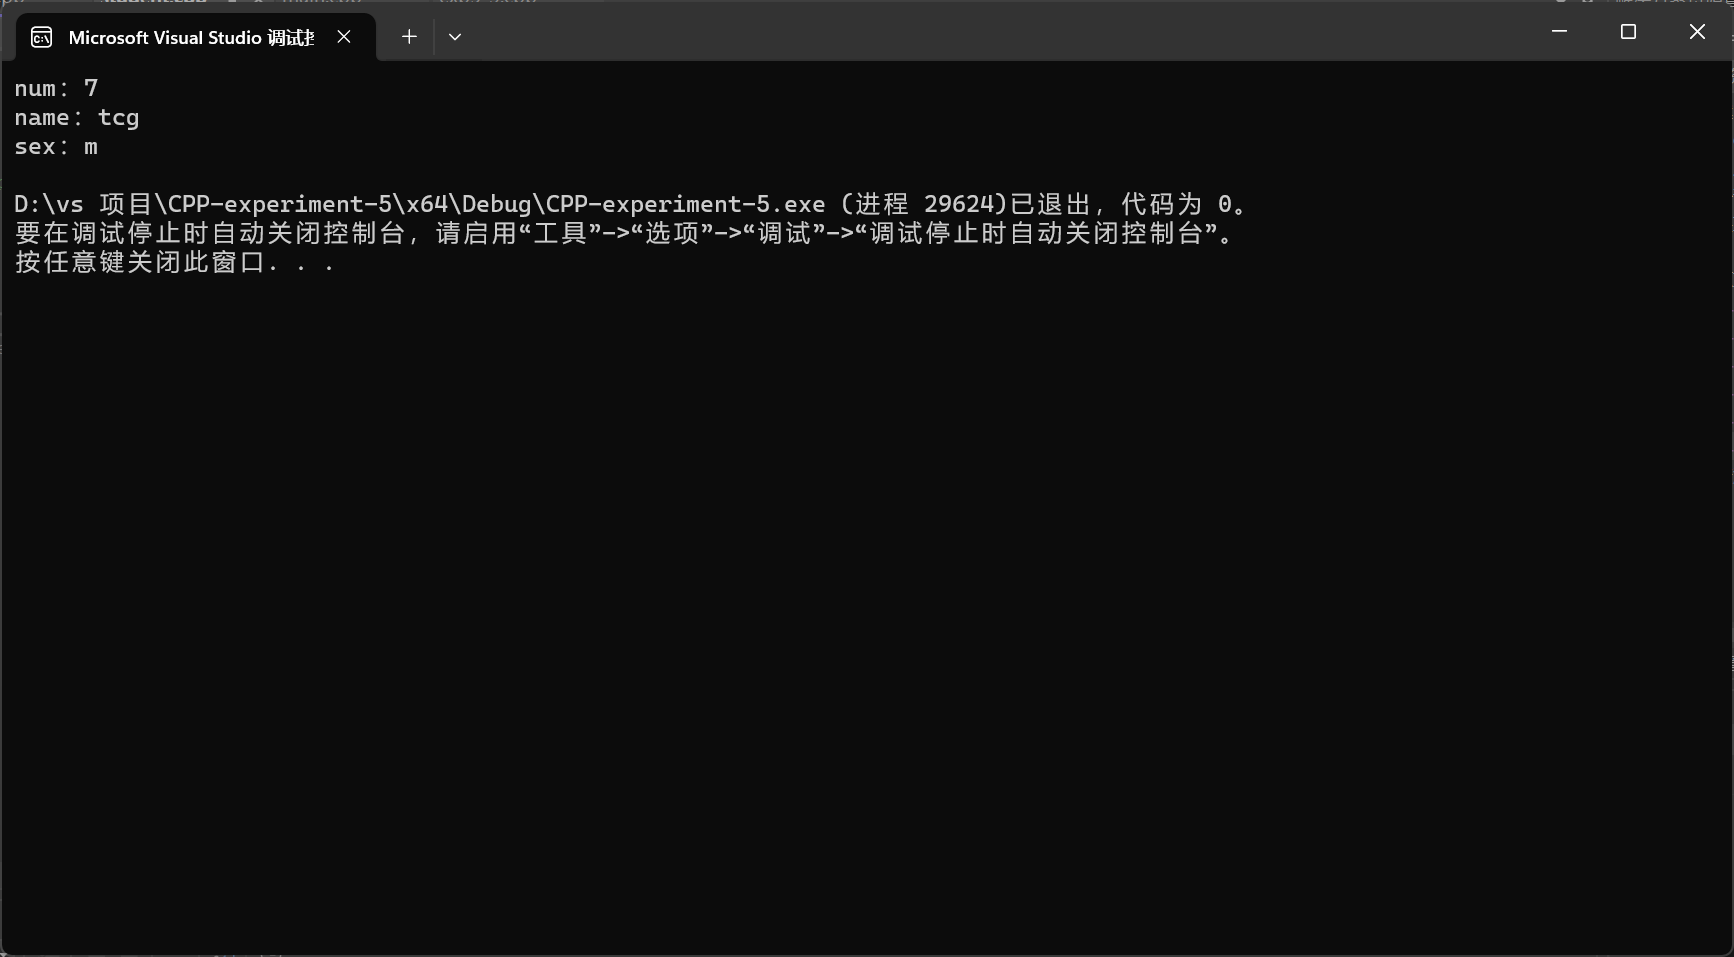 Microsoft Visual Studio 调试控
num: 7
name: tcg
sex: m
D:\vs 项目\CPP-experiment-5\x64\Debug\CPP-experiment-5.exe (进程 29624)已退出，代码为 0。
要在调试停止时自动关闭控制台，请启用“工具”->“选项”->“调试”->“调试停止时自动关闭控制台”。
按任意键关闭此窗口. . .